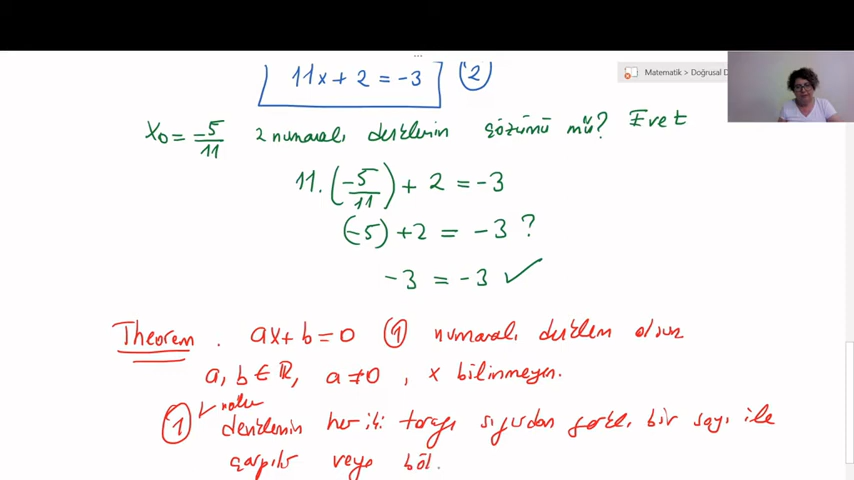 11x + 2 = -3 ②
Matematik > Doğrusal D
x₀ = -5/11 2 numaralı denklemin çözümü mü? Evet
11. (-5/11) + 2 = -3
(-5) + 2 = -3 ?
-3 = -3 ✓
Theorem . ax + b = 0 ① numaralı denklem olsun
a, b ∈ ℝ, a ≠ 0 , x bilinmeyen.
① nolu
denklemin her iki tarafı sıfırdan farklı bir sayı ile
çarpılır veya böl.